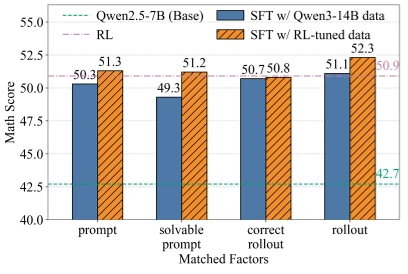 Qwen2.5-7B (Base)
RL
SFT w/ Qwen3-14B data
SFT w/ RL-tuned data
Math Score
55.0
52.5
50.0
47.5
45.0
42.5
40.0
50.3
51.3
49.3
51.2
50.7
50.8
51.1
52.3
50.9
42.7
prompt
solvable
prompt
correct
rollout
rollout
Matched Factors